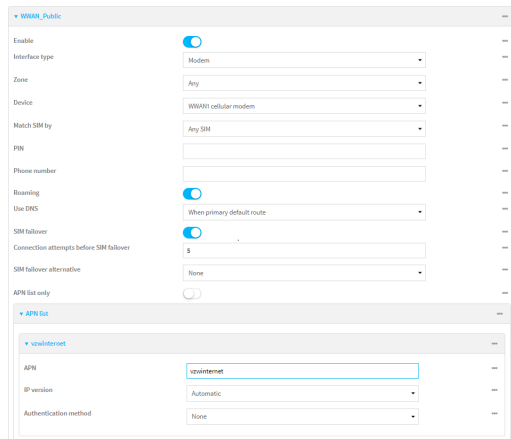 WWAN_Public
Enable
Interface type Modem
Zone Any
Device WWAN1 cellular modem
Match SIM by Any SIM
PIN
Phone number
Roaming
Use DNS When primary default route
SIM failover
Connection attempts before SIM failover 5
SIM failover alternative None
APN list only
APN list
vzwinternet
APN vzwinternet
IP version Automatic
Authentication method None